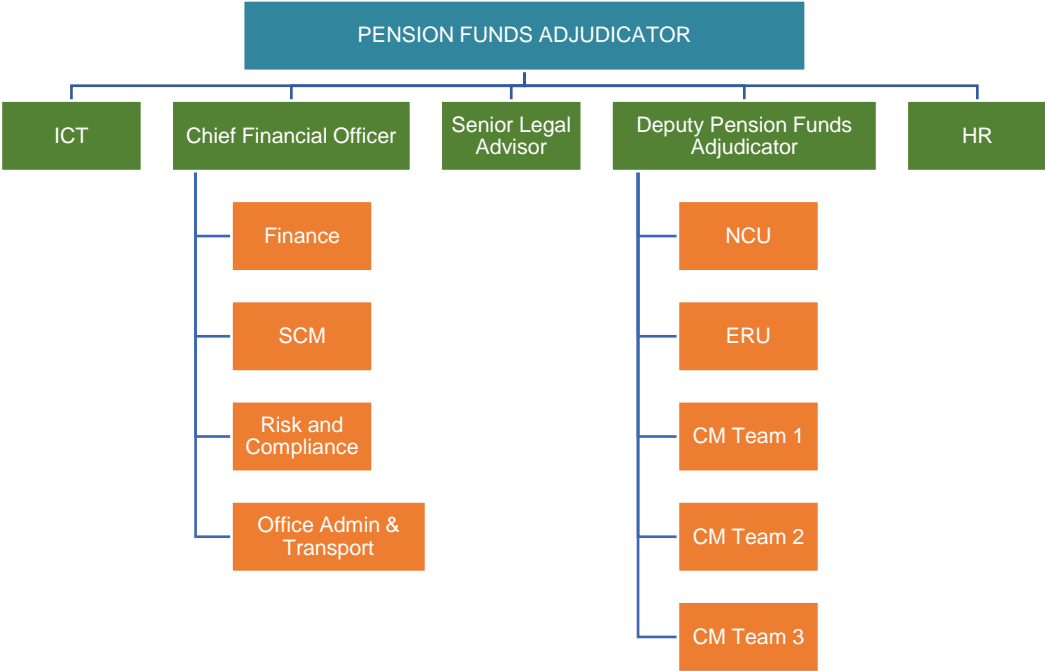 PENSION FUNDS ADJUDICATOR
ICT
Chief Financial Officer
Senior Legal
Advisor
Deputy Pension Funds
Adjudicator
HR
Finance
SCM
Risk and
Compliance
Office Admin &
Transport
NCU
ERU
CM Team 1
CM Team 2
CM Team 3